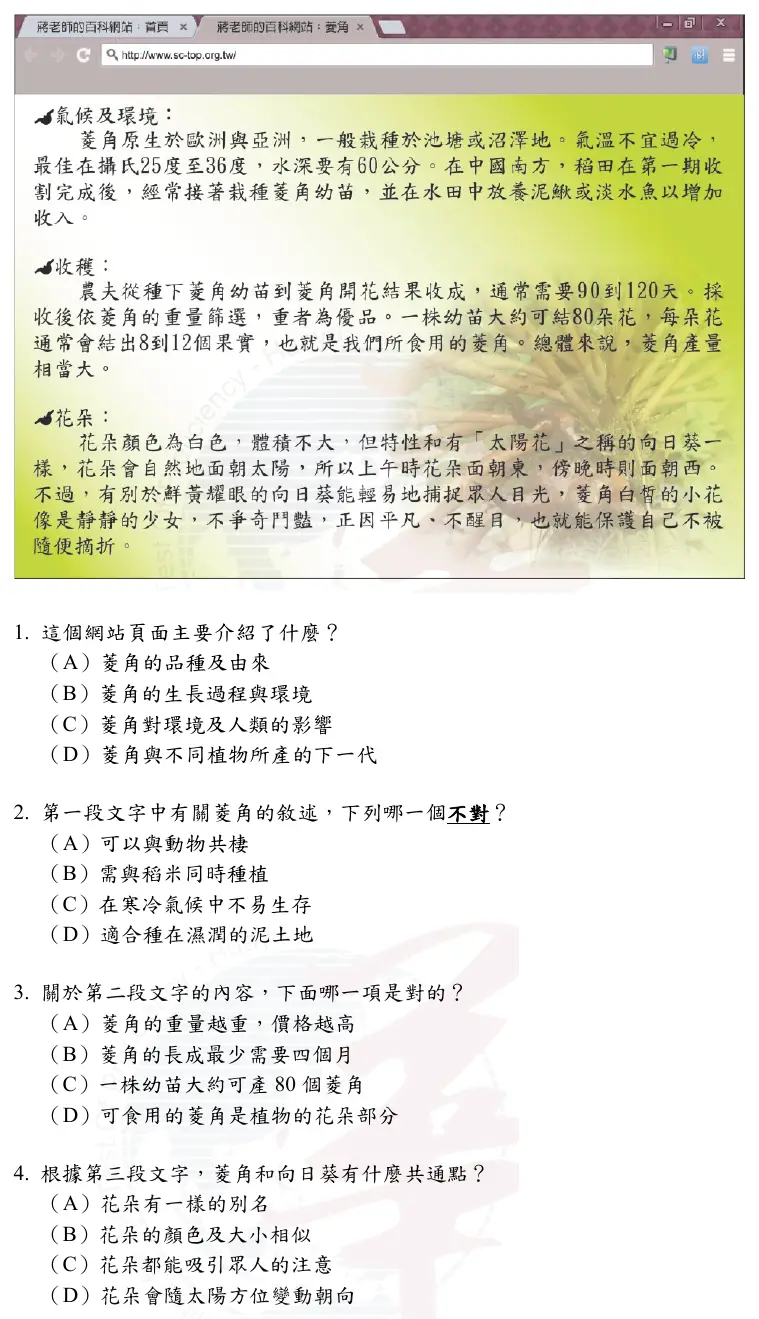 蔣老師的百科網站：首頁 × 蔣老師的百科網站：菱角 ×
http://www.sc-top.org.tw/
氣候及環境：
菱角原生於歐洲與亞洲，一般栽種於池塘或沼澤地。氣溫不宜過冷，
最佳在攝氏25度至36度，水深要有60公分。在中國南方，稻田在第一期收
割完成後，經常接著栽種菱角幼苗，並在水田中放養泥鰍或淡水魚以增加
收入。
收穫：
農夫從種下菱角幼苗到菱角開花結果收成，通常需要90到120天。採
收後依菱角的重量篩選，重者為優品。一株幼苗大約可結80朵花，每朵花
通常會結出8到12個果實，也就是我們所食用的菱角。總體來說，菱角產量
相當大。
花朵：
花朵顏色為白色，體積不大，但特性和有「太陽花」之稱的向日葵一
樣，花朵會自然地面朝太陽，所以上午時花朵面朝東，傍晚時則面朝西。
不過，有別於鮮黃耀眼的向日葵能輕易地捕捉眾人目光，菱角白皙的小花
像是靜靜的少女，不爭奇鬥豔，正因平凡、不醒目，也就能保護自己不被
隨便摘折。
1. 這個網站頁面主要介紹了什麼？
（A）菱角的品種及由來
（B）菱角的生長過程與環境
（C）菱角對環境及人類的影響
（D）菱角與不同植物所產的下一代
2. 第一段文字中有關菱角的敘述，下列哪一個不對？
（A）可以與動物共棲
（B）需與稻米同時種植
（C）在寒冷氣候中不易生存
（D）適合種在濕潤的泥土地
3. 關於第二段文字的內容，下面哪一項是對的？
（A）菱角的重量越重，價格越高
（B）菱角的長成最少需要四個月
（C）一株幼苗大約可產 80 個菱角
（D）可食用的菱角是植物的花朵部分
4. 根據第三段文字，菱角和向日葵有什麼共通點？
（A）花朵有一樣的別名
（B）花朵的顏色及大小相似
（C）花朵都能吸引眾人的注意
（D）花朵會隨太陽方位變動朝向